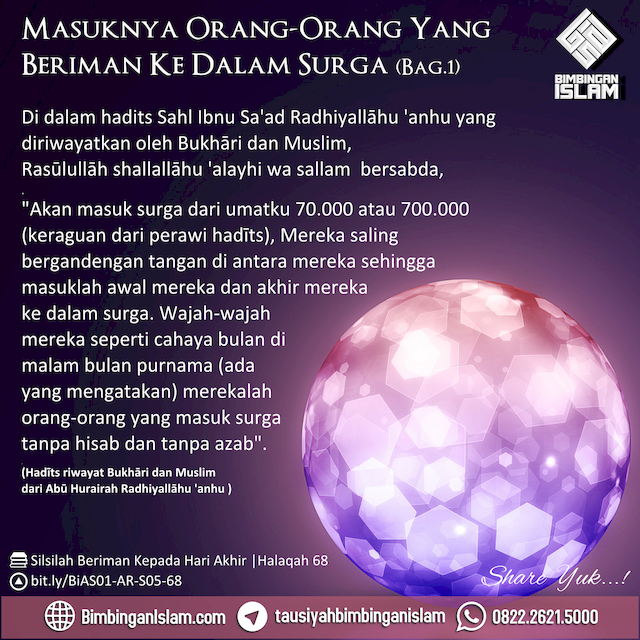 Masuknya Orang-Orang Yang
Beriman Ke Dalam Surga (Bag.1)
BIMBINGAN
ISLAM
Di dalam hadits Sahl Ibnu Sa'ad Radhiyallāhu 'anhu yang
diriwayatkan oleh Bukhāri dan Muslim,
Rasūlullāh shallallāhu 'alayhi wa sallam bersabda,
"Akan masuk surga dari umatku 70.000 atau 700.000
(keraguan dari perawi hadīts), Mereka saling
bergandengan tangan di antara mereka sehingga
masuklah awal mereka dan akhir mereka
ke dalam surga. Wajah-wajah
mereka seperti cahaya bulan di
malam bulan purnama (ada
yang mengatakan) merekalah
orang-orang yang masuk surga
tanpa hisab dan tanpa azab".
(Hadīts riwayat Bukhāri dan Muslim
dari Abū Hurairah Radhiyallāhu 'anhu )
Silsilah Beriman Kepada Hari Akhir |Halaqah 68
bit.ly/BiAS01-AR-S05-68
Share Yuk...!
BimbinganIslam.com
tausiyahbimbinganislam
0822.2621.5000